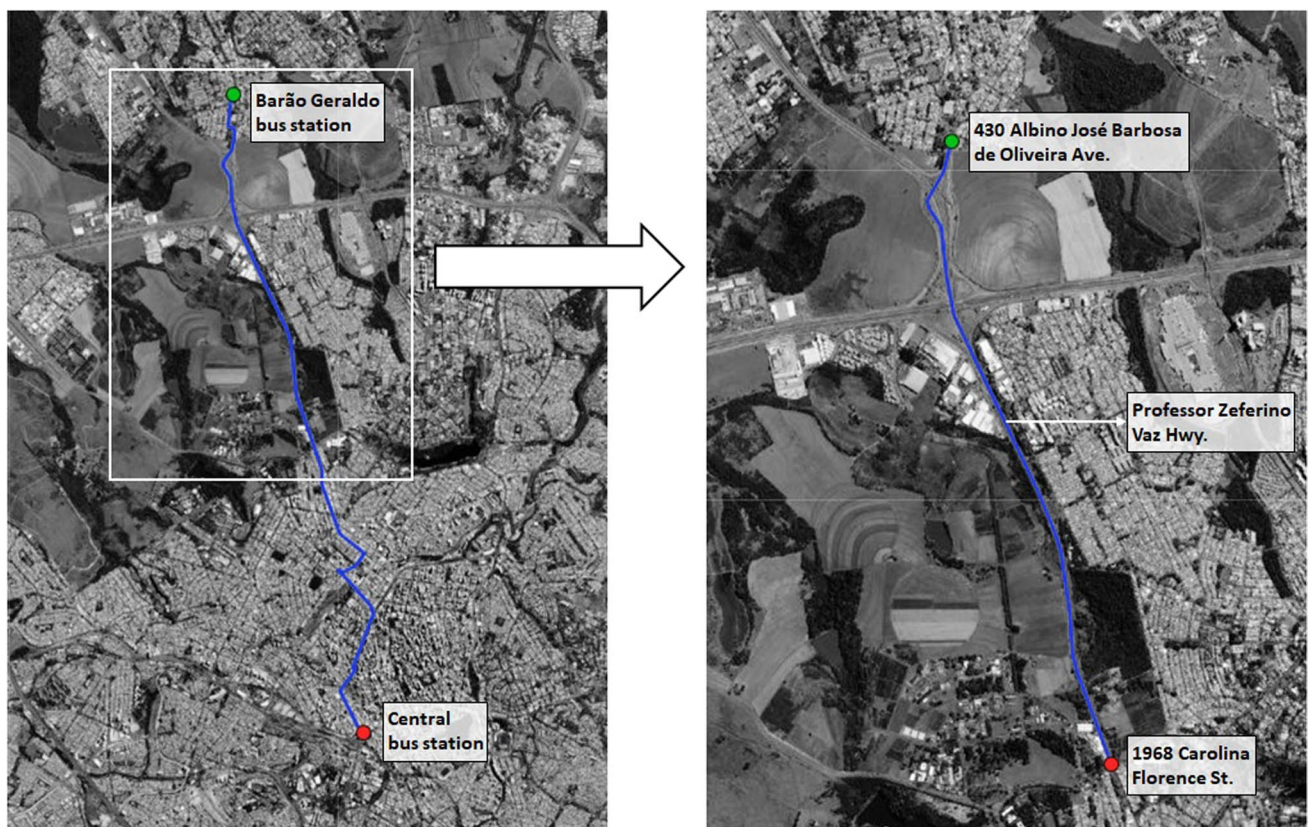 Barão Geraldo
bus station
Central
bus station
430 Albino José Barbosa
de Oliveira Ave.
Professor Zeferino
Vaz Hwy.
1968 Carolina
Florence St.